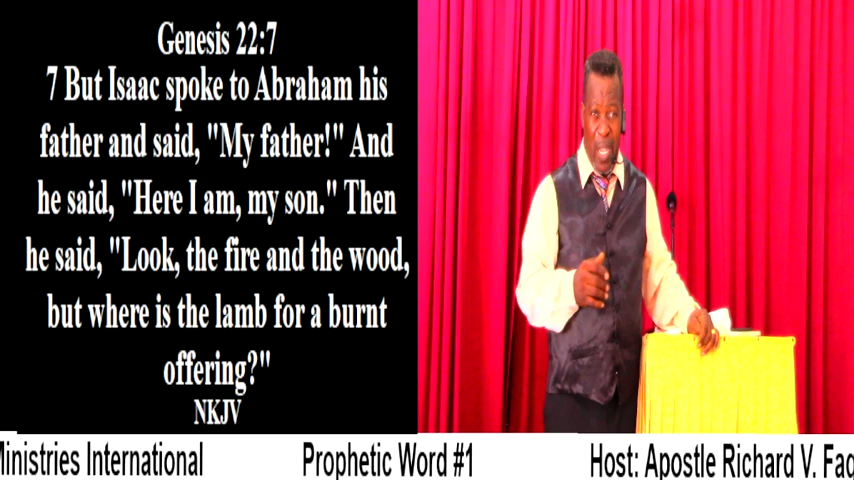 Genesis 22:7
7 But Isaac spoke to Abraham his
father and said, "My father!" And
he said, "Here I am, my son." Then
he said, "Look, the fire and the wood,
but where is the lamb for a burnt
offering?"
NKJV
Ministries International Prophetic Word #1 Host: Apostle Richard V. Faq